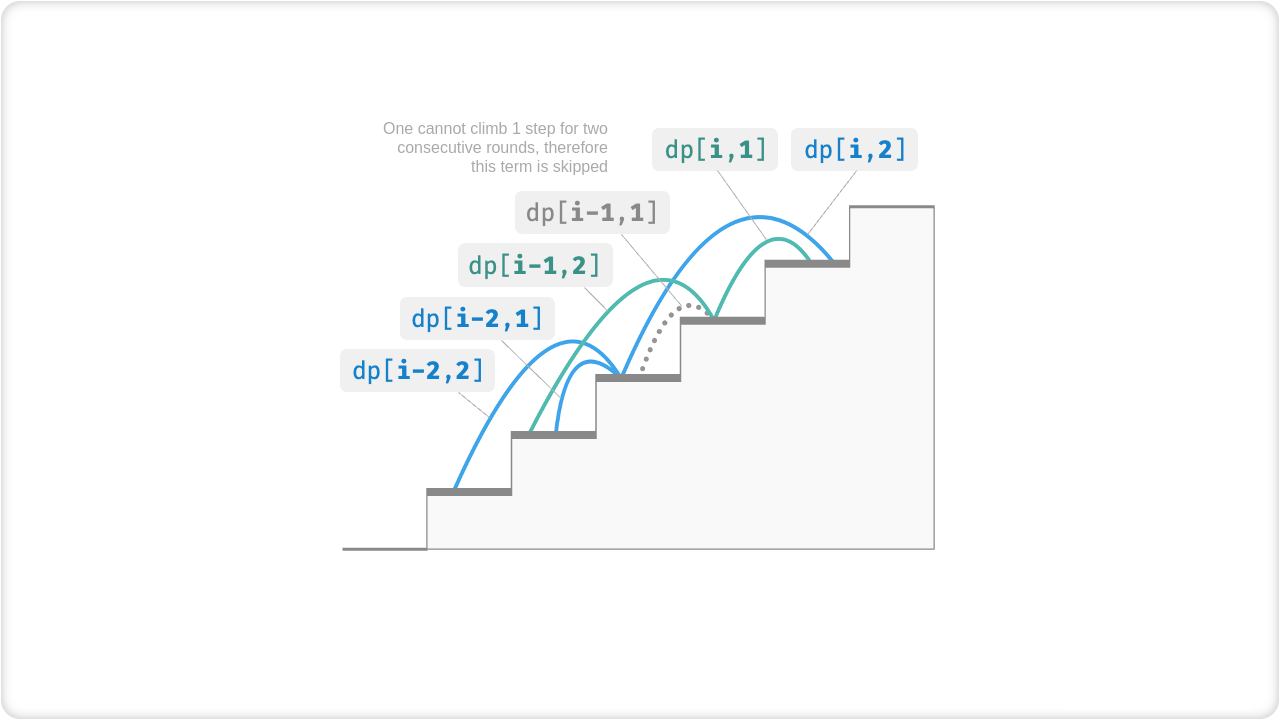 One cannot climb 1 step for two
consecutive rounds, therefore
this term is skipped
dp[i,1]
dp[i,2]
dp[i−1,1]
dp[i−1,2]
dp[i−2,1]
dp[i−2,2]